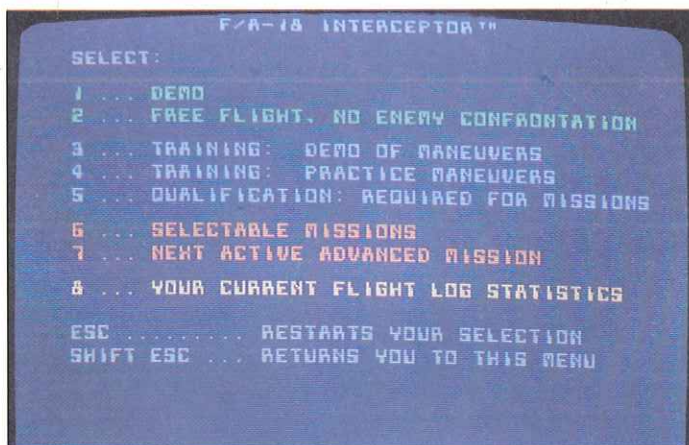 F/A-18 INTERCEPTOR™
SELECT:
1 ... DEMO
2 ... FREE FLIGHT, NO ENEMY CONFRONTATION
3 ... TRAINING: DEMO OF MANEUVERS
4 ... TRAINING: PRACTICE MANEUVERS
5 ... QUALIFICATION: REQUIRED FOR MISSIONS
6 ... SELECTABLE MISSIONS
7 ... NEXT ACTIVE ADVANCED MISSION
8 ... YOUR CURRENT FLIGHT LOG STATISTICS
ESC .......... RESTARTS YOUR SELECTION
SHIFT ESC ... RETURNS YOU TO THIS MENU